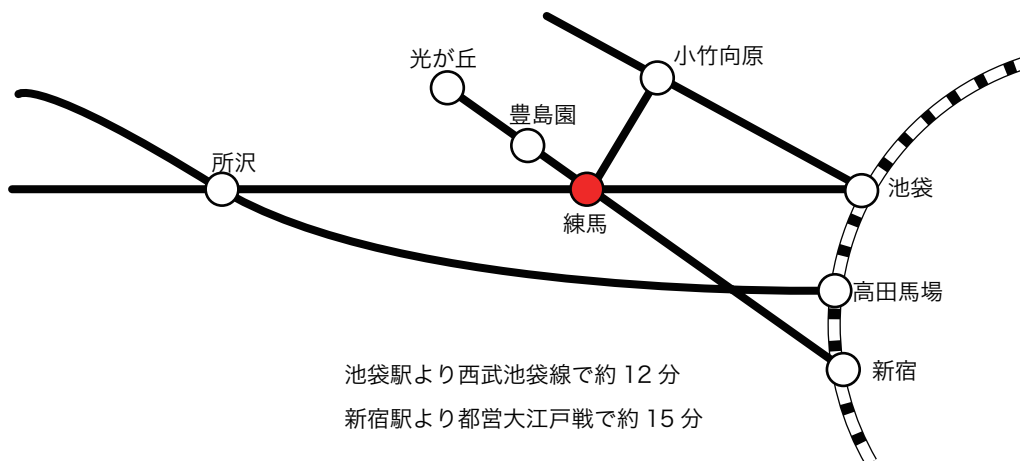 小竹向原
光が丘
豊島園
所沢
池袋
練馬
高田馬場
新宿
池袋駅より西武池袋線で約 12 分
新宿駅より都営大江戸戦で約 15 分